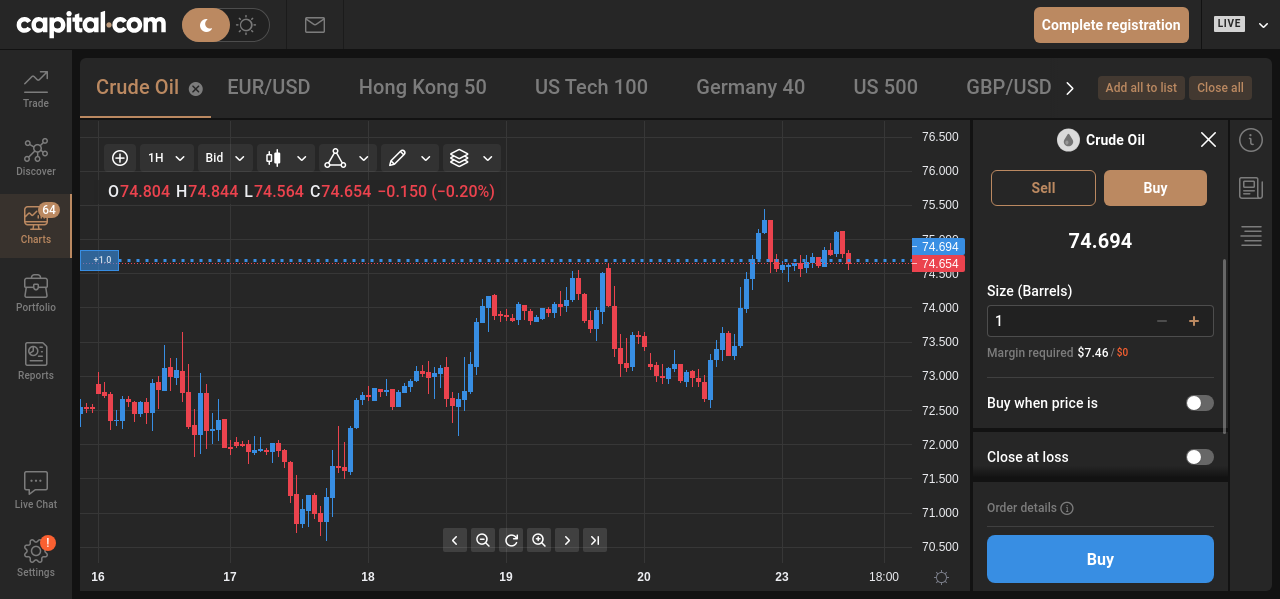 capital.com
Complete registration
LIVE
Trade
Discover
64
Charts
Portfolio
Reports
Live Chat
!
Settings
Crude Oil EUR/USD Hong Kong 50 US Tech 100 Germany 40 US 500 GBP/USD
Add all to list Close all
1H Bid
O74.804 H74.844 L74.564 C74.654 −0.150 (−0.20%)
+1.0
76.500
76.000
75.500
75.000
74.694
74.654
74.500
74.000
73.500
73.000
72.500
72.000
71.500
71.000
70.500
16 17 18 19 20 23 18:00
Crude Oil
Sell Buy
74.694
Size (Barrels)
1 − +
Margin required $7.46 / $0
Buy when price is
Close at loss
Order details
Buy